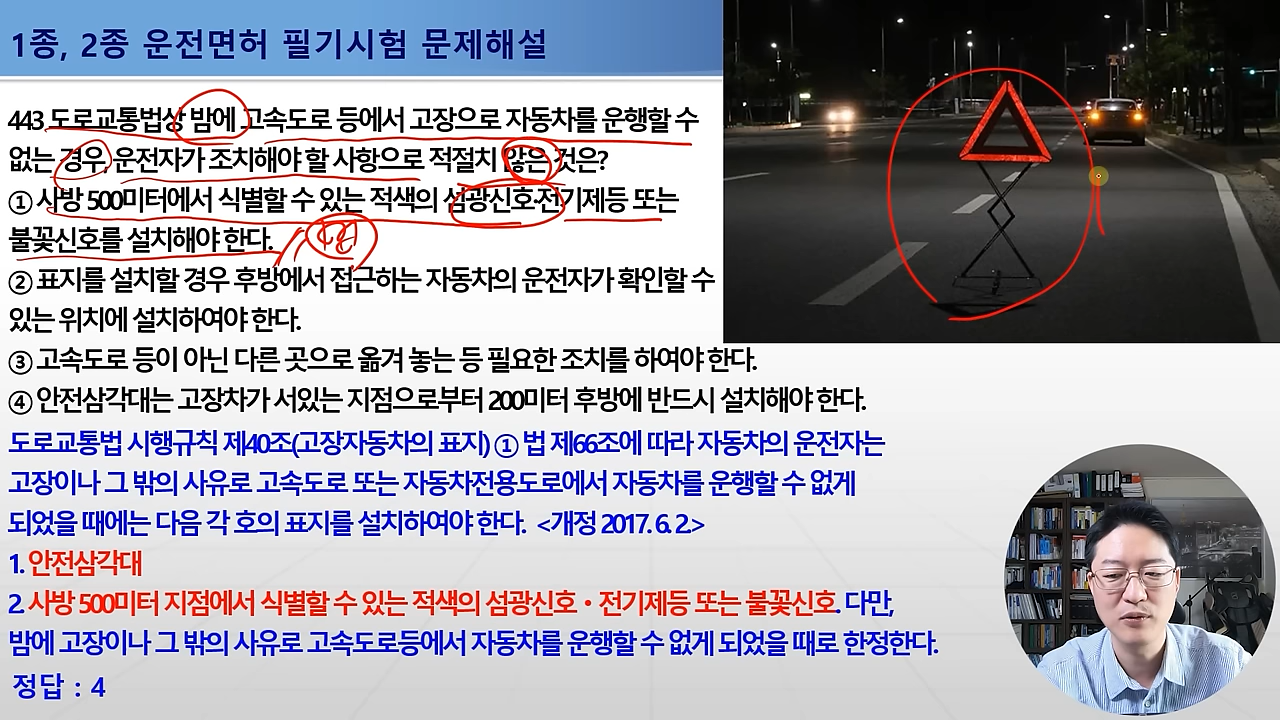 1종, 2종 운전면허 필기시험 문제해설
443 도로교통법상 밤에 고속도로 등에서 고장으로 자동차를 운행할 수
없는 경우, 운전자가 조치해야 할 사항으로 적절치 않은 것은?
① 사방 500미터에서 식별할 수 있는 적색의 섬광신호·전기제등 또는
불꽃신호를 설치해야 한다.
② 표지를 설치할 경우 후방에서 접근하는 자동차의 운전자가 확인할 수
있는 위치에 설치하여야 한다.
③ 고속도로 등이 아닌 다른 곳으로 옮겨 놓는 등 필요한 조치를 하여야 한다.
④ 안전삼각대는 고장차가 서있는 지점으로부터 200미터 후방에 반드시 설치해야 한다.
도로교통법 시행규칙 제40조(고장자동차의 표지) ① 법 제66조에 따라 자동차의 운전자는
고장이나 그 밖의 사유로 고속도로 또는 자동차전용도로에서 자동차를 운행할 수 없게
되었을 때에는 다음 각 호의 표지를 설치하여야 한다. <개정 2017. 6. 2.>
1. 안전삼각대
2. 사방 500미터 지점에서 식별할 수 있는 적색의 섬광신호·전기제등 또는 불꽃신호. 다만,
밤에 고장이나 그 밖의 사유로 고속도로등에서 자동차를 운행할 수 없게 되었을 때로 한정한다.
정답 : 4